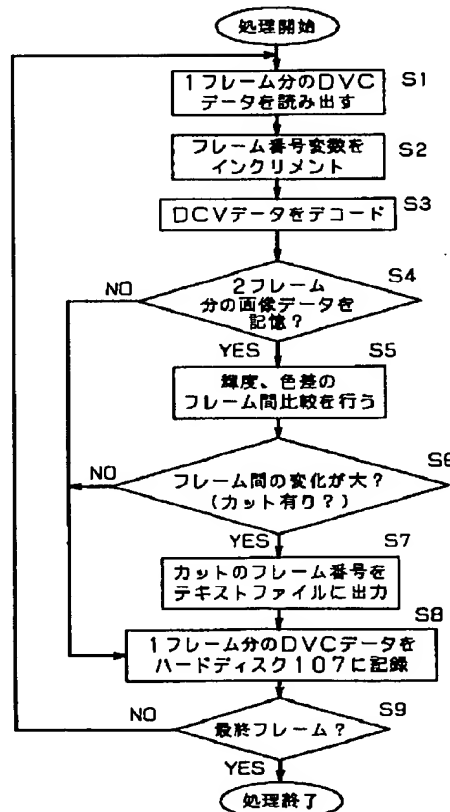 処理開始
1フレーム分のDVC
データを読み出す
S1
フレーム番号変数を
インクリメント
S2
DCVデータをデコード
S3
2フレーム
分の画像データを
記憶?
S4
NO
YES
S5
輝度、色差の
フレーム間比較を行う
フレーム間の変化が大?
(カット有り?)
S6
NO
YES
S7
カットのフレーム番号を
テキストファイルに出力
S8
1フレーム分のDVCデータを
ハードディスク107に記録
NO
S9
最終フレーム?
YES
処理終了